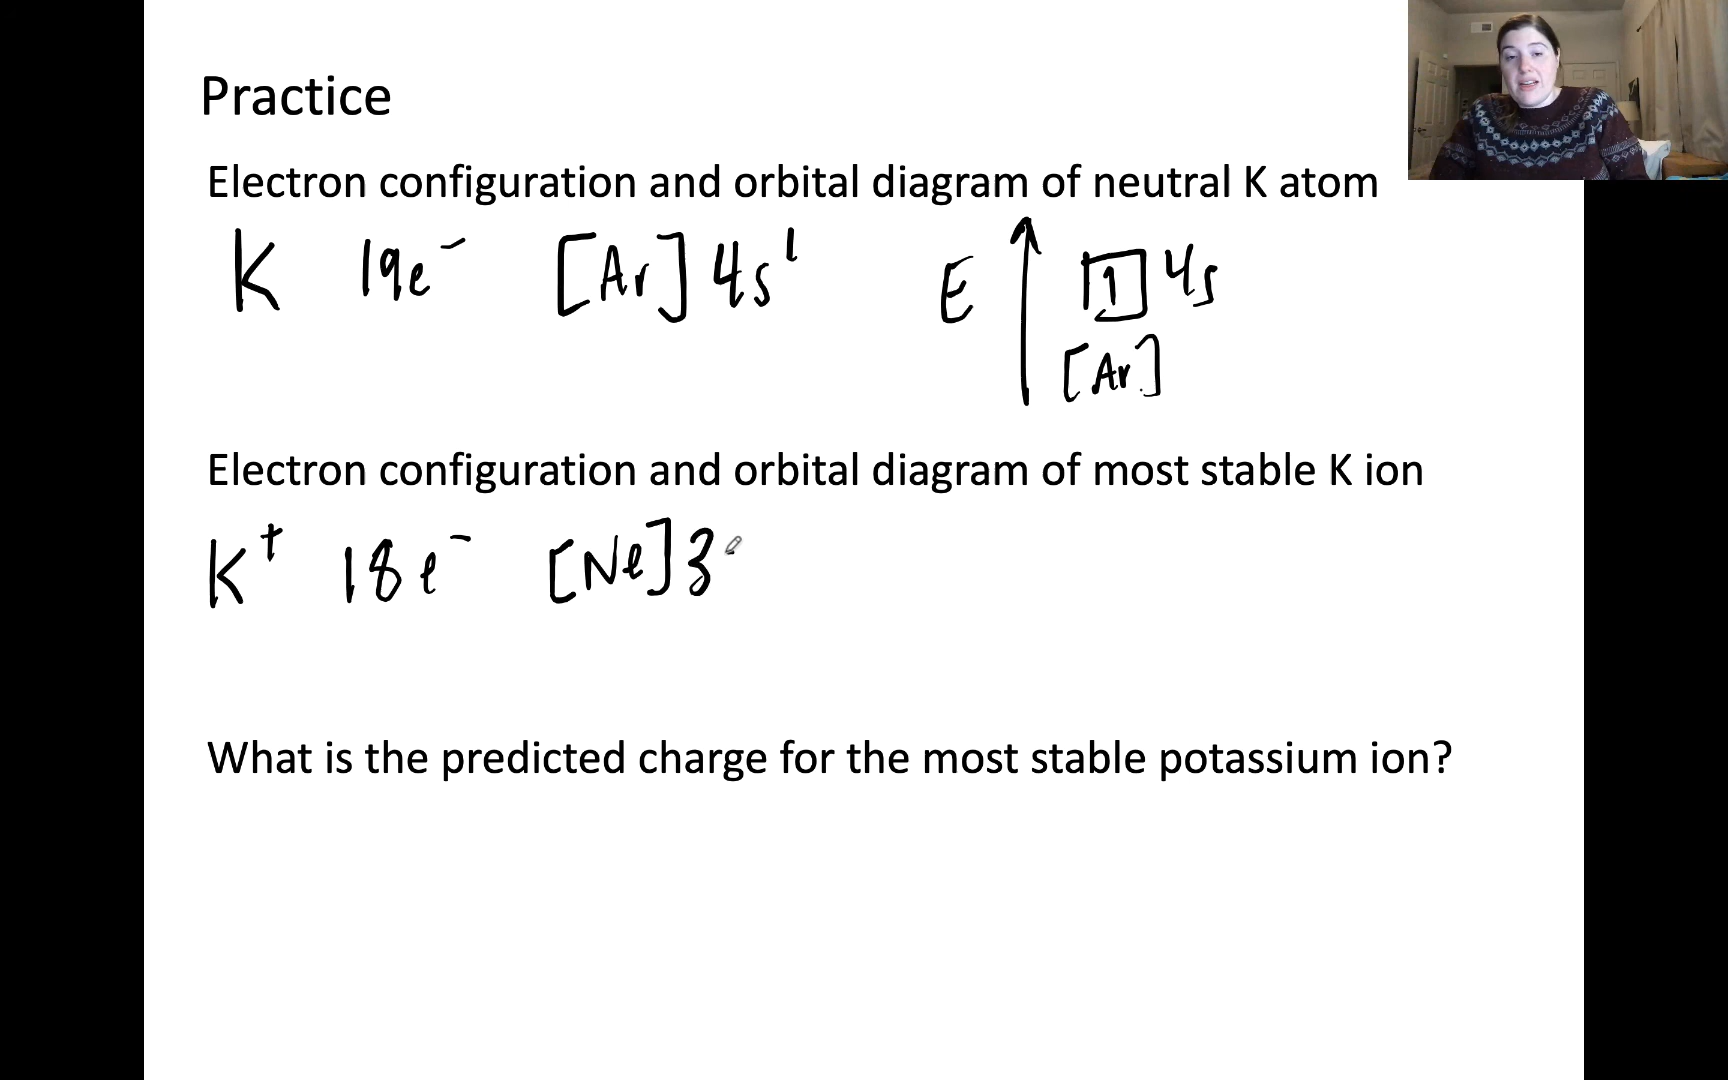 Practice
Electron configuration and orbital diagram of neutral K atom
K 19e⁻ [Ar] 4s¹ E [1] 4s
[Ar]
Electron configuration and orbital diagram of most stable K ion
K⁺ 18e⁻ [Ne] 3
What is the predicted charge for the most stable potassium ion?